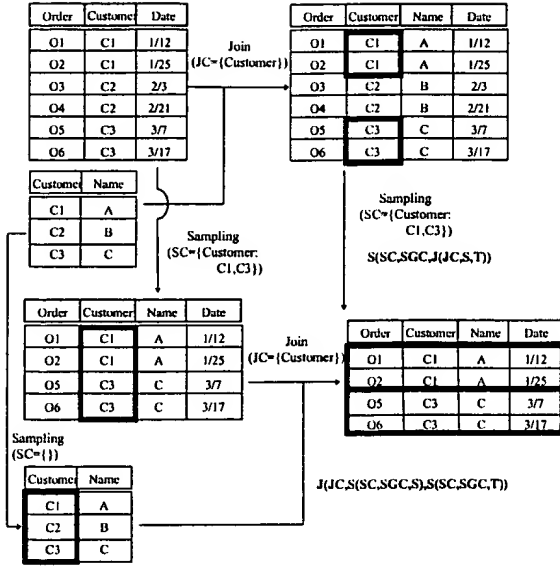 Order Customer Date
O1 C1 1/12
O2 C1 1/25
O3 C2 2/3
O4 C2 2/21
O5 C3 3/7
O6 C3 3/17
Join
(JC={Customer})
Order Customer Name Date
O1 C1 A 1/12
O2 C1 A 1/25
O3 C2 B 2/3
O4 C2 B 2/21
O5 C3 C 3/7
O6 C3 C 3/17
Customer Name
C1 A
C2 B
C3 C
Sampling
(SC={Customer:
C1,C3})
Sampling
(SC={Customer:
C1,C3})
S(SC,SGC,J(JC,S,T))
Order Customer Name Date
O1 C1 A 1/12
O2 C1 A 1/25
O5 C3 C 3/7
O6 C3 C 3/17
Join
(JC={Customer})
Order Customer Name Date
O1 C1 A 1/12
O2 C1 A 1/25
O5 C3 C 3/7
O6 C3 C 3/17
Sampling
(SC={})
Customer Name
C1 A
C2 B
C3 C
J(JC,S(SC,SGC,S),S(SC,SGC,T))